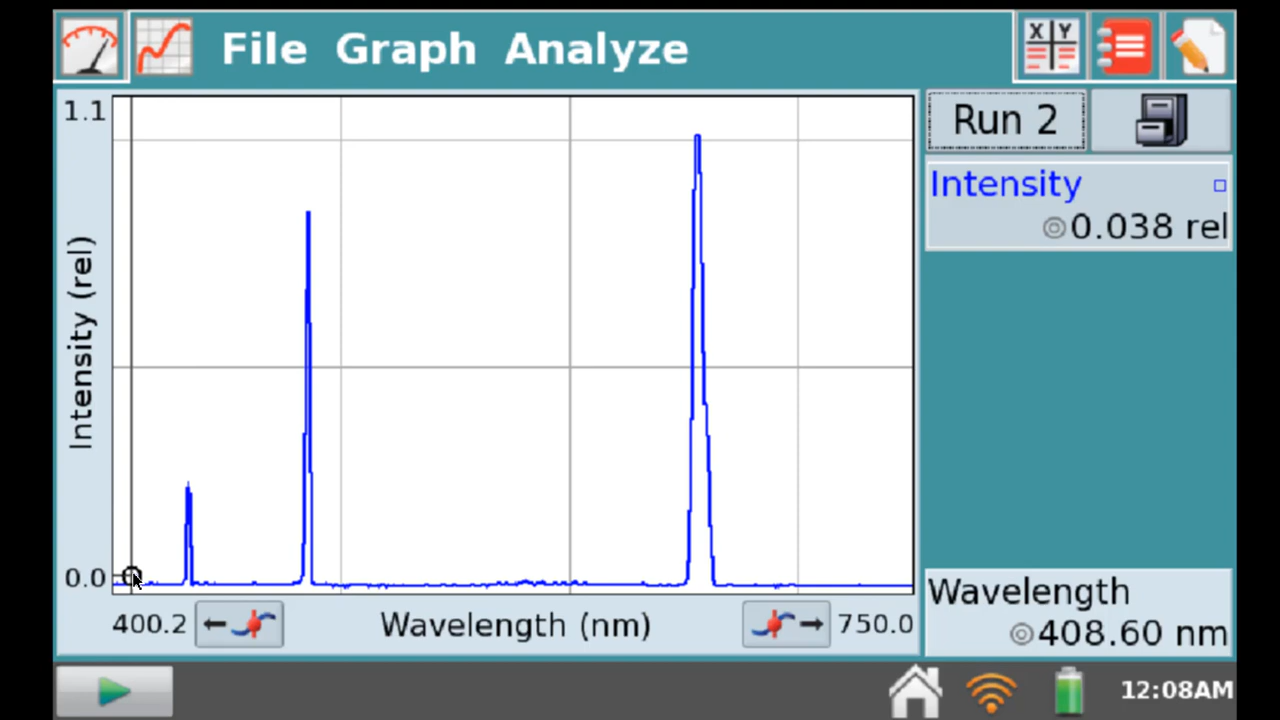 File Graph Analyze
X Y
1.1
Run 2
Intensity
0.038 rel
Intensity (rel)
0.0
400.2
Wavelength (nm)
750.0
Wavelength
408.60 nm
12:08AM